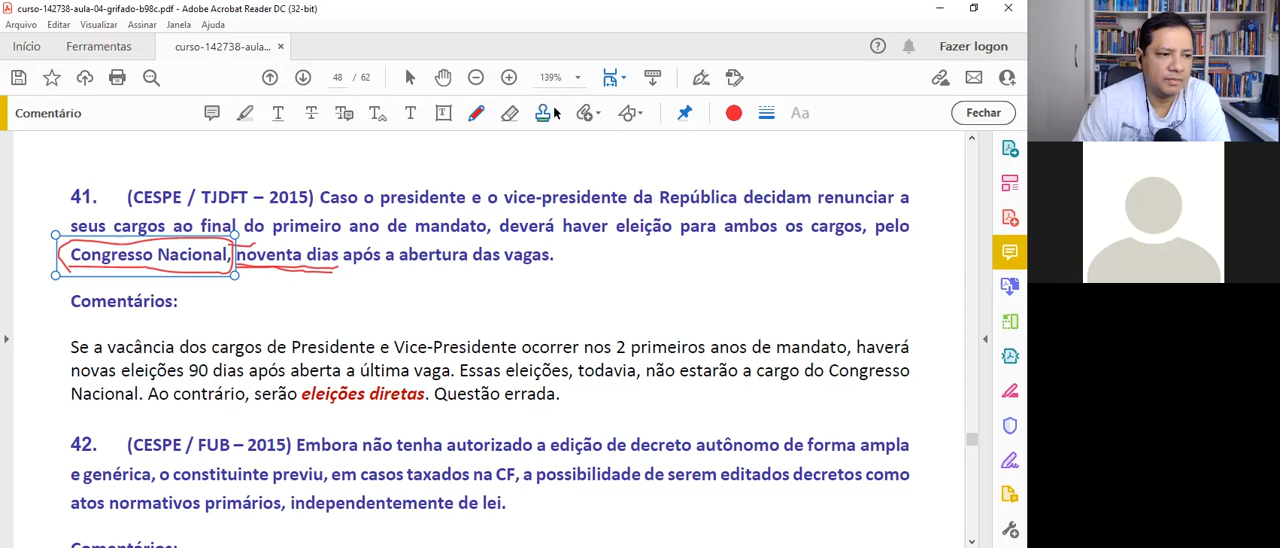 curso-142738-aula-04-grifado-b98c.pdf - Adobe Acrobat Reader DC (32-bit)
Arquivo Editar Visualizar Assinar Janela Ajuda
Início Ferramentas curso-142738-aula... × Fazer logon
48 / 62 139%
Comentário Aa Fechar
41. (CESPE / TJDFT – 2015) Caso o presidente e o vice-presidente da República decidam renunciar a
seus cargos ao final do primeiro ano de mandato, deverá haver eleição para ambos os cargos, pelo
Congresso Nacional, noventa dias após a abertura das vagas.
Comentários:
Se a vacância dos cargos de Presidente e Vice-Presidente ocorrer nos 2 primeiros anos de mandato, haverá
novas eleições 90 dias após aberta a última vaga. Essas eleições, todavia, não estarão a cargo do Congresso
Nacional. Ao contrário, serão eleições diretas. Questão errada.
42. (CESPE / FUB – 2015) Embora não tenha autorizado a edição de decreto autônomo de forma ampla
e genérica, o constituinte previu, em casos taxados na CF, a possibilidade de serem editados decretos como
atos normativos primários, independentemente de lei.
Comentários: